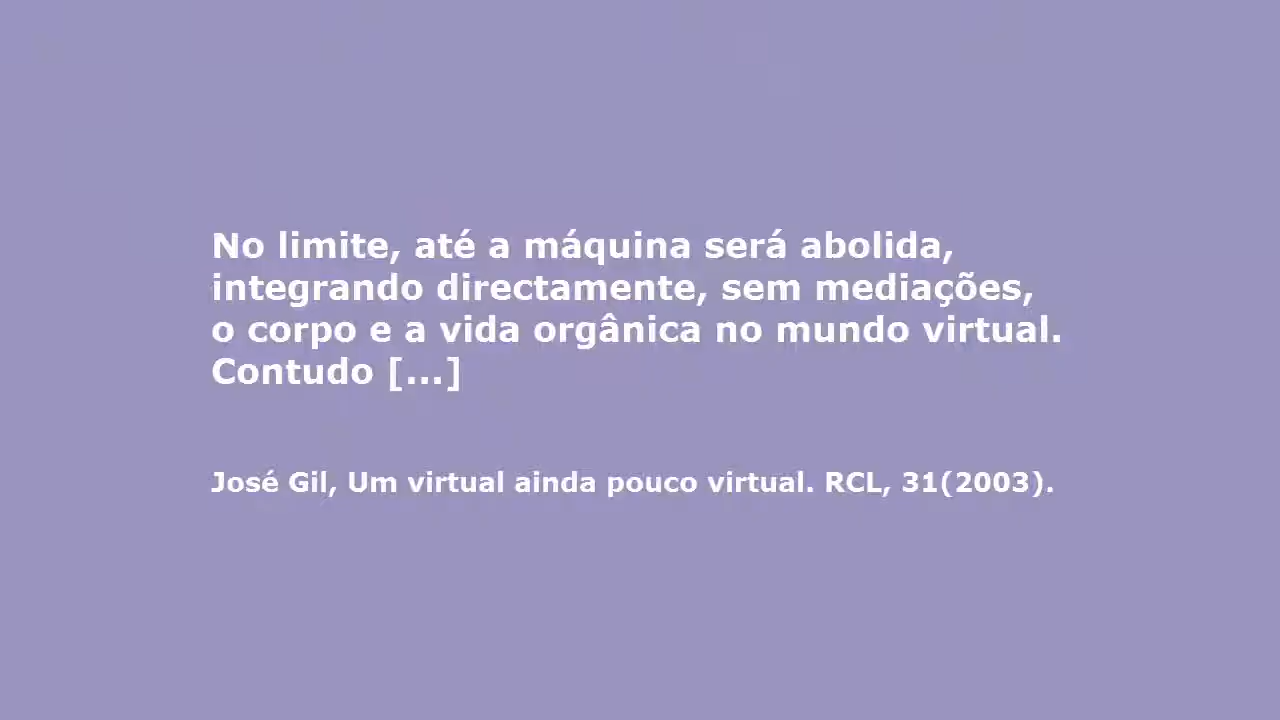 No limite, até a máquina será abolida,
integrando directamente, sem mediações,
o corpo e a vida orgânica no mundo virtual.
Contudo [...]
José Gil, Um virtual ainda pouco virtual. RCL, 31(2003).